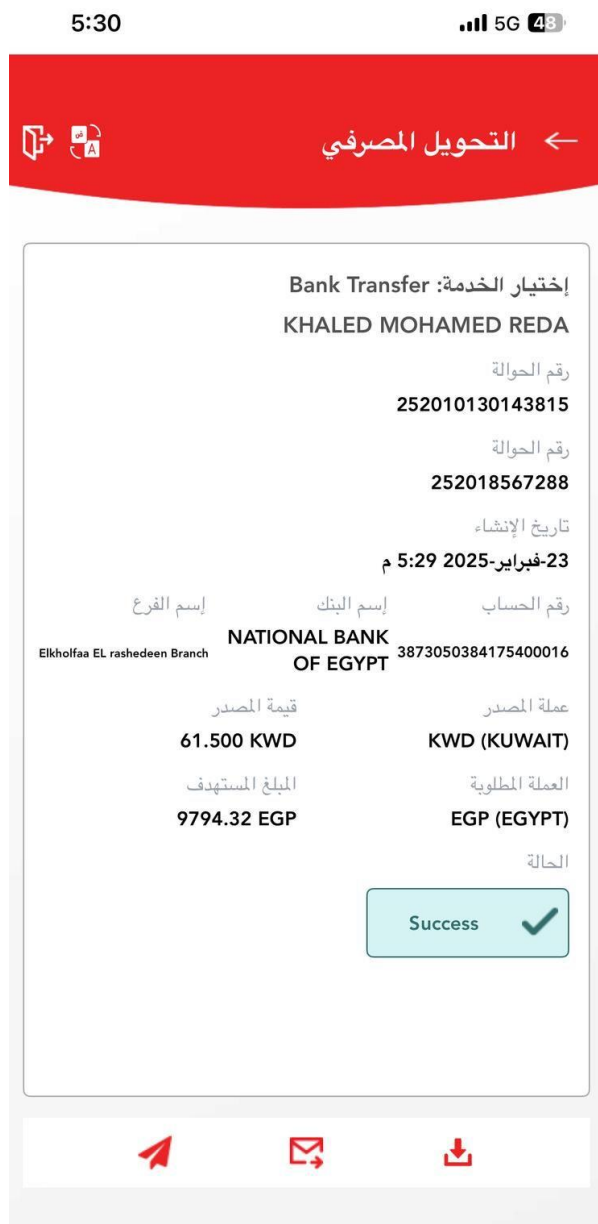 5:30
5G 48
التحويل المصرفي
إختيار الخدمة: Bank Transfer
KHALED MOHAMED REDA
رقم الحوالة
252010130143815
رقم الحوالة
252018567288
تاريخ الإنشاء
23-فبراير-2025 5:29 م
رقم الحساب إسم البنك إسم الفرع
3873050384175400016 NATIONAL BANK OF EGYPT Elkholfaa EL rashedeen Branch
عملة المصدر قيمة المصدر
KWD (KUWAIT) 61.500 KWD
العملة المطلوبة المبلغ المستهدف
EGP (EGYPT) 9794.32 EGP
الحالة
Success